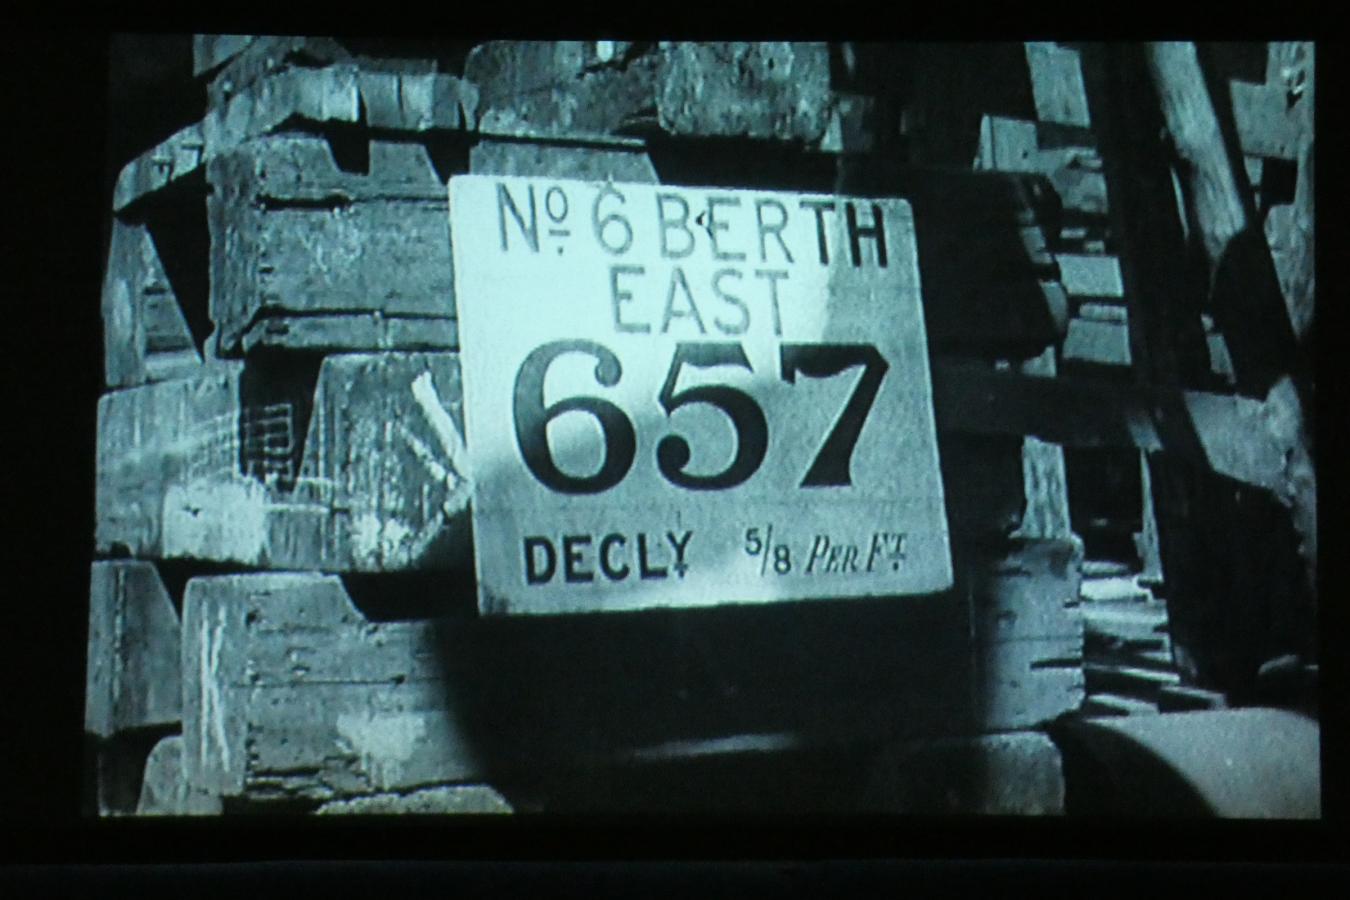 Nº 6 BERTH
EAST
657
DECLY 5/8 PER FT